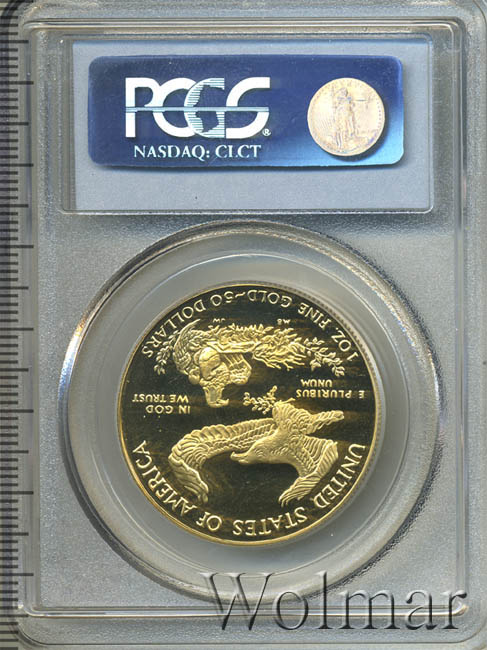 PCGS®
NASDAQ: CLCT
UNITED STATES OF AMERICA
E PLURIBUS
UNUM
IN GOD
WE TRUST
1 OZ. FINE GOLD~50 DOLLARS
MB
Wolmar